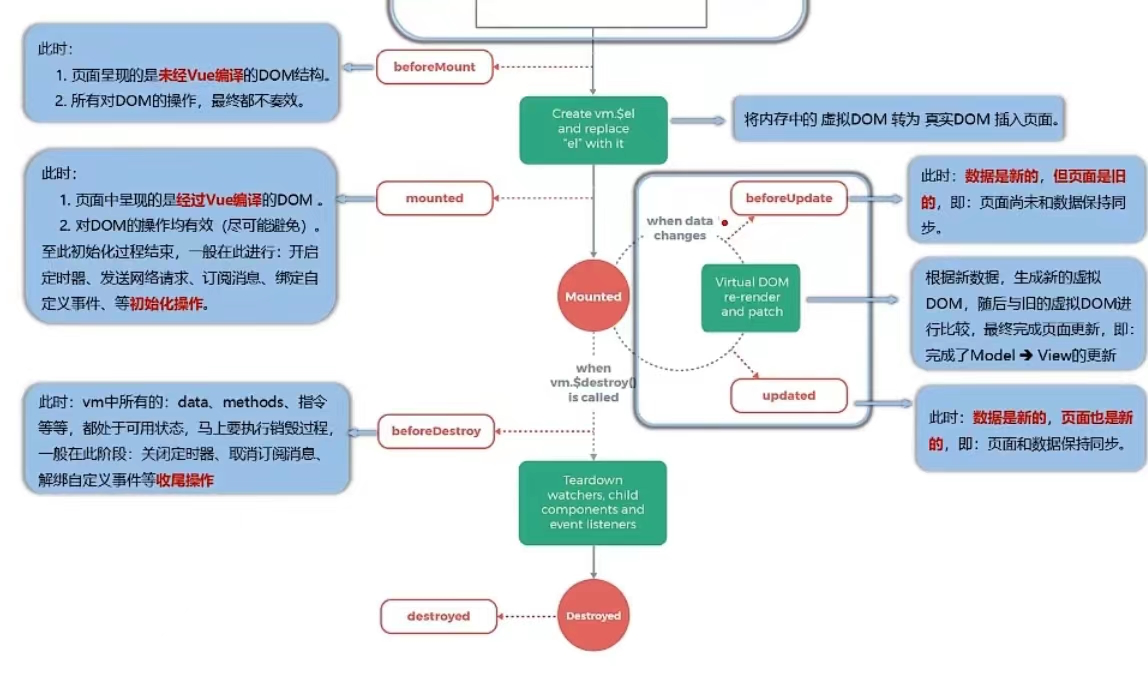 此时：
1. 页面呈现的是未经Vue编译的DOM结构。
2. 所有对DOM的操作，最终都不奏效。
beforeMount
Create vm.$el
and replace
"el" with it
将内存中的 虚拟DOM 转为 真实DOM 插入页面。
此时：
1. 页面中呈现的是经过Vue编译的DOM 。
2. 对DOM的操作均有效（尽可能避免）。
至此初始化过程结束，一般在此进行：开启
定时器、发送网络请求、订阅消息、绑定自
定义事件、等初始化操作。
mounted
Mounted
when data
changes
beforeUpdate
此时：数据是新的，但页面是旧
的，即：页面尚未和数据保持同
步。
Virtual DOM
re-render
and patch
根据新数据，生成新的虚拟
DOM，随后与旧的虚拟DOM进
行比较，最终完成页面更新，即：
完成了Model ➔ View的更新
updated
此时：数据是新的，页面也是新
的，即：页面和数据保持同步。
when
vm.$destroy()
is called
此时：vm中所有的：data、methods、指令
等等，都处于可用状态，马上要执行销毁过程，
一般在此阶段：关闭定时器、取消订阅消息、
解绑自定义事件等收尾操作
beforeDestroy
Teardown
watchers, child
components and
event listeners
destroyed
Destroyed